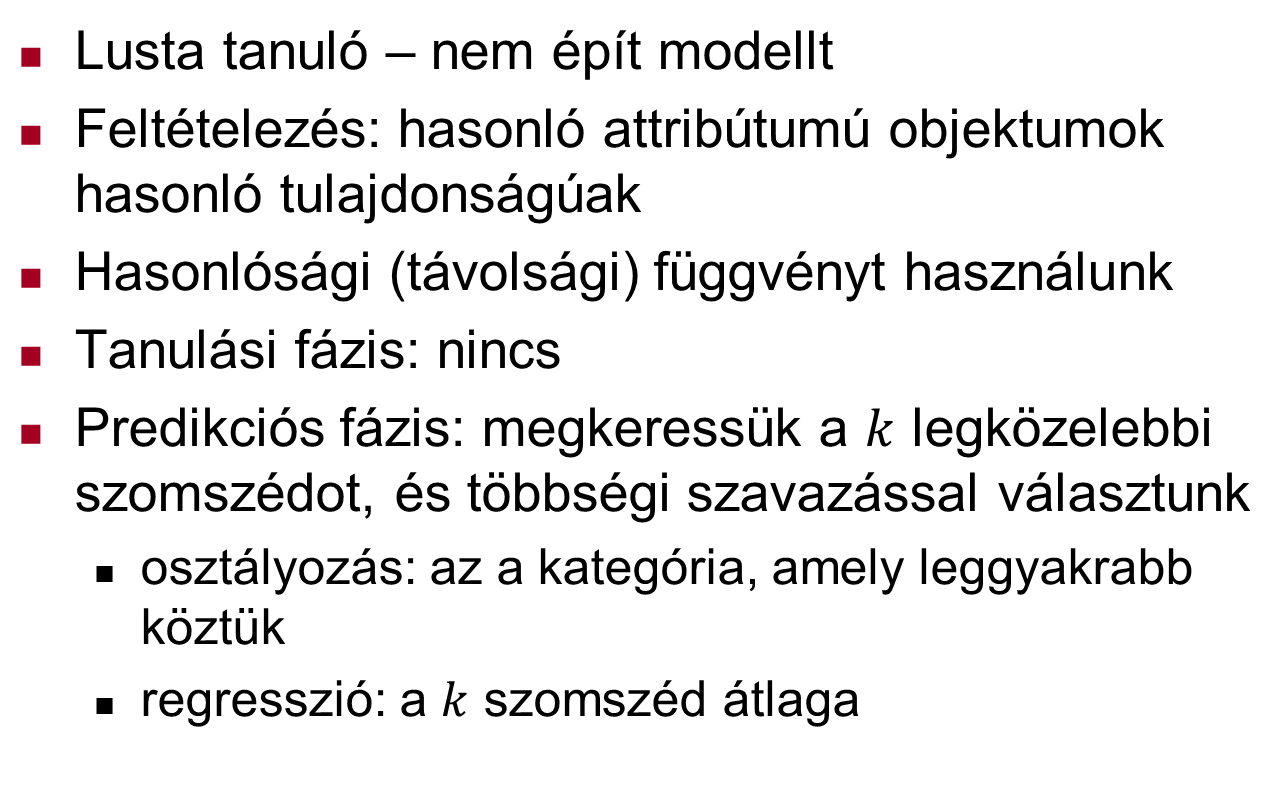 Lusta tanuló – nem épít modellt
Feltételezés: hasonló attribútumú objektumok
hasonló tulajdonságúak
Hasonlósági (távolsági) függvényt használunk
Tanulási fázis: nincs
Predikciós fázis: megkeressük a k legközelebbi
szomszédot, és többségi szavazással választunk
osztályozás: az a kategória, amely leggyakrabb
köztük
regresszió: a k szomszéd átlaga